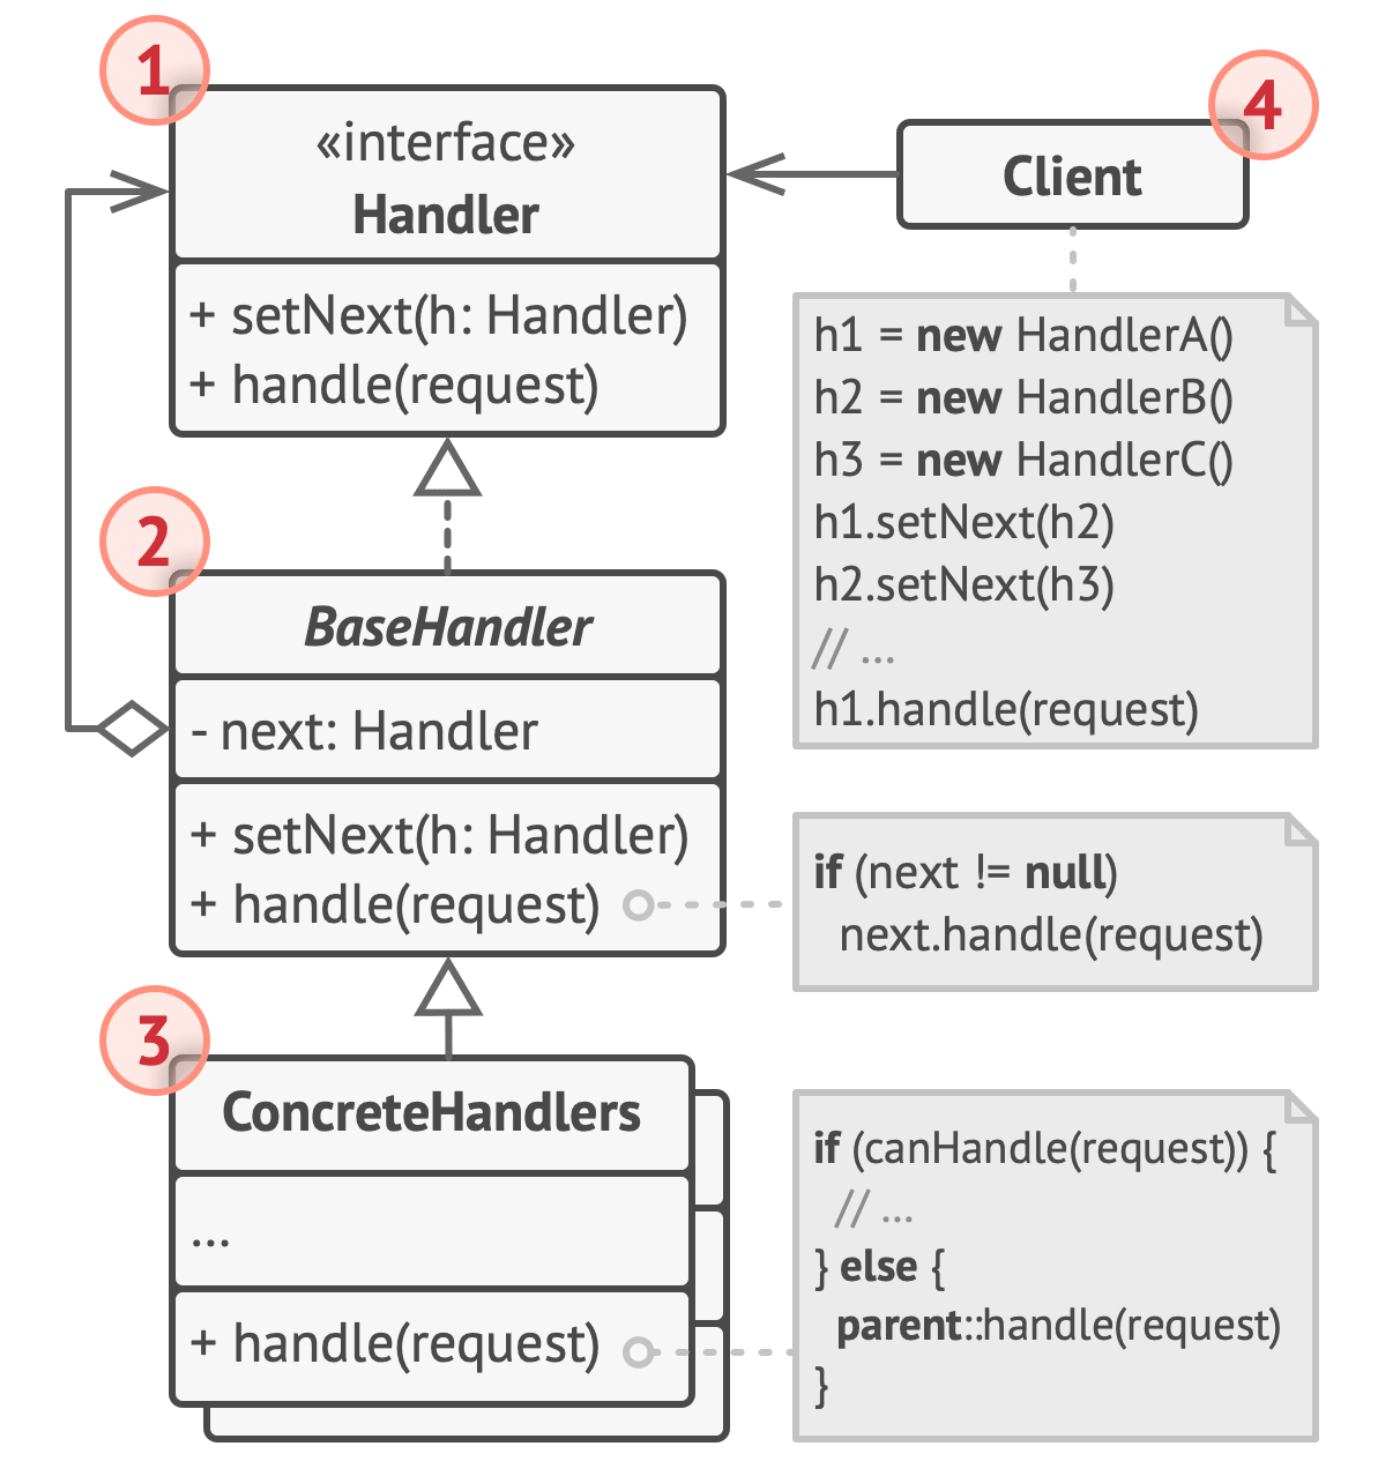 1
«interface»
Handler
+ setNext(h: Handler)
+ handle(request)
4
Client
h1 = new HandlerA()
h2 = new HandlerB()
h3 = new HandlerC()
h1.setNext(h2)
h2.setNext(h3)
// ...
h1.handle(request)
2
BaseHandler
- next: Handler
+ setNext(h: Handler)
+ handle(request)
if (next != null)
next.handle(request)
3
ConcreteHandlers
...
+ handle(request)
if (canHandle(request)) {
// ...
} else {
parent::handle(request)
}